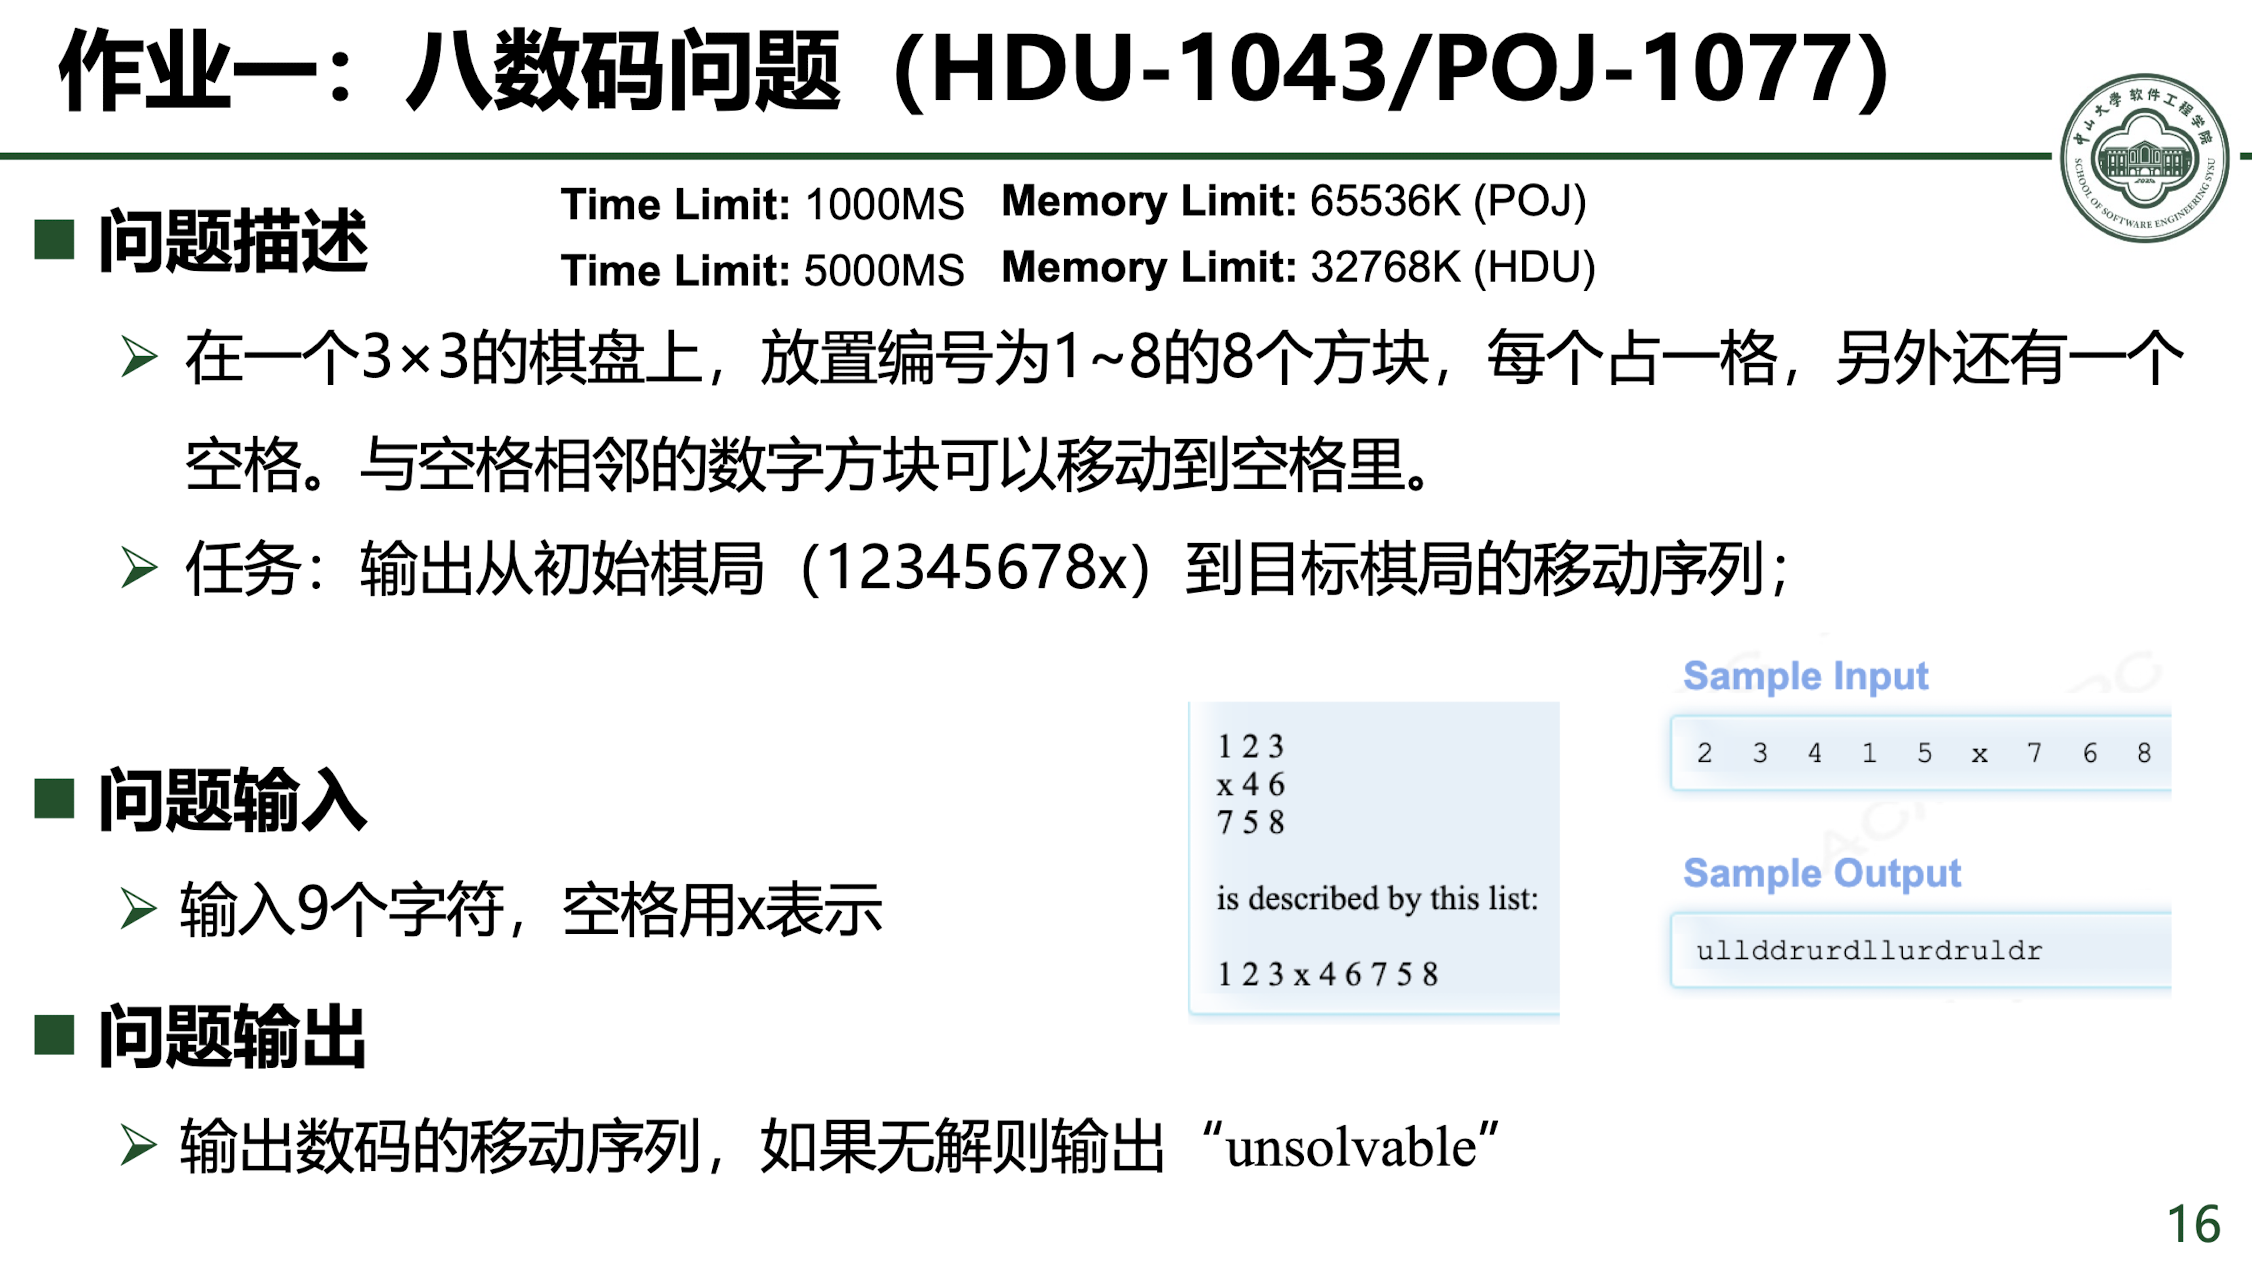 作业一：八数码问题（HDU-1043/POJ-1077）
中山大学软件工程学院
SCHOOL OF SOFTWARE ENGINEERING SYSU
问题描述
Time Limit: 1000MS Memory Limit: 65536K (POJ)
Time Limit: 5000MS Memory Limit: 32768K (HDU)
在一个3×3的棋盘上，放置编号为1~8的8个方块，每个占一格，另外还有一个
空格。与空格相邻的数字方块可以移动到空格里。
任务：输出从初始棋局（12345678x）到目标棋局的移动序列；
问题输入
输入9个字符，空格用x表示
问题输出
输出数码的移动序列，如果无解则输出“unsolvable”
1 2 3
x 4 6
7 5 8
is described by this list:
1 2 3 x 4 6 7 5 8
Sample Input
2 3 4 1 5 x 7 6 8
Sample Output
ullddrurdllurdruldr
16